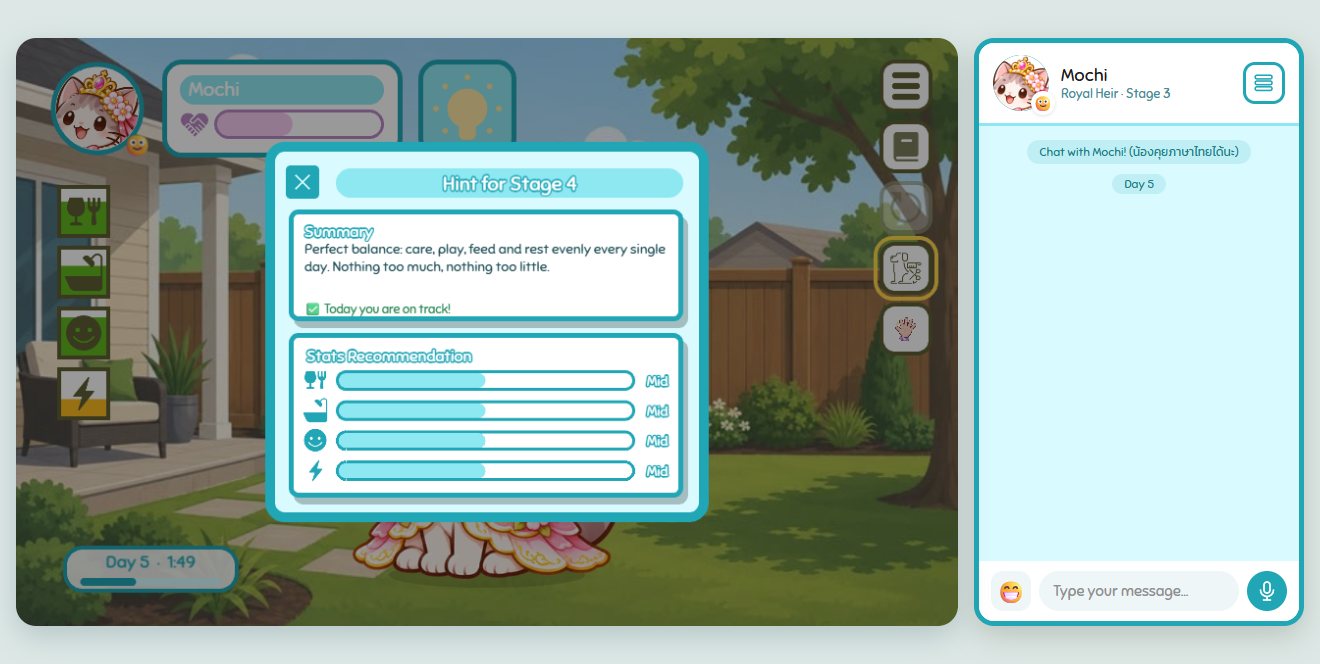 Mochi
Hint for Stage 4
Summary
Perfect balance: care, play, feed and rest evenly every single
day. Nothing too much, nothing too little.
✅ Today you are on track!
Stats Recommendation
Mid
Mid
Mid
Mid
Day 5 · 1:49
Mochi
Royal Heir · Stage 3
Chat with Mochi! (น้องคุยภาษาไทยได้นะ)
Day 5
Type your message...